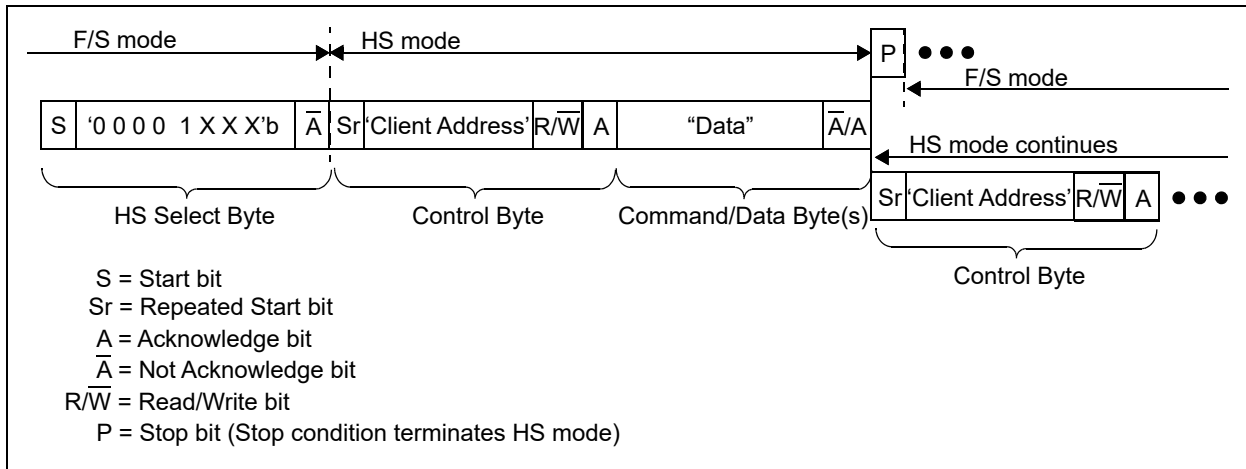 F/S mode
HS mode
P
F/S mode
S '0 0 0 0 1 X X X'b A̅ Sr 'Client Address' R/W̅ A "Data" A̅/A
HS mode continues
Sr 'Client Address' R/W̅ A
HS Select Byte
Control Byte
Command/Data Byte(s)
Control Byte
S = Start bit
Sr = Repeated Start bit
A = Acknowledge bit
A̅ = Not Acknowledge bit
R/W̅ = Read/Write bit
P = Stop bit (Stop condition terminates HS mode)